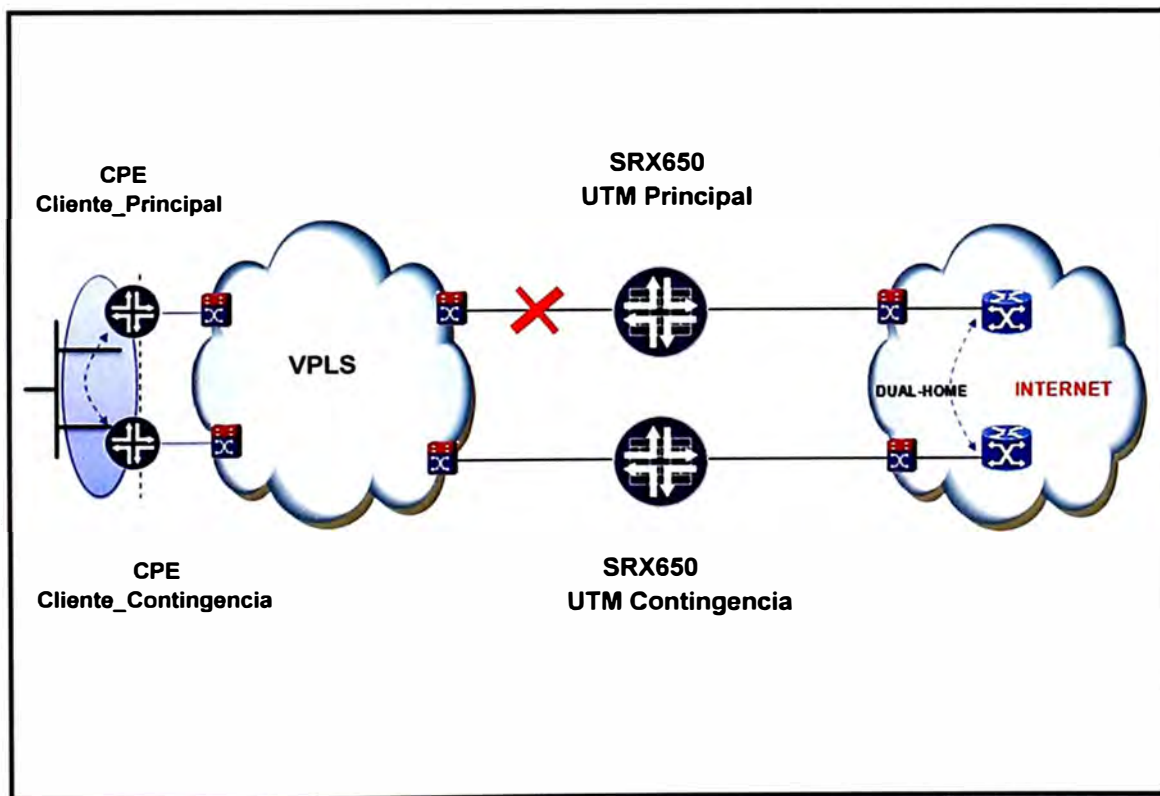 CPE
Cliente_Principal
SRX650
UTM Principal
VPLS
DUAL-HOME
INTERNET
CPE
Cliente_Contingencia
SRX650
UTM Contingencia